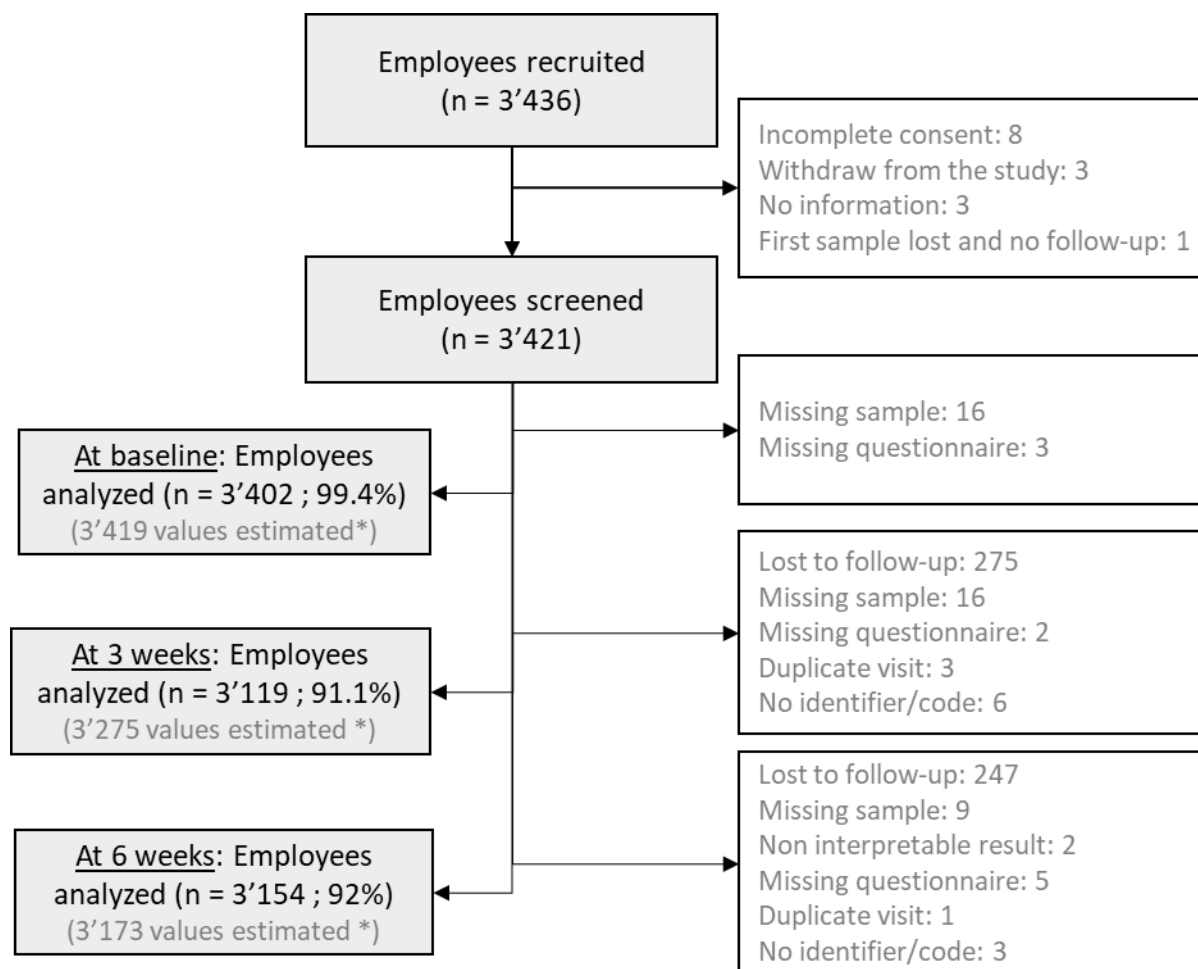 Employees recruited
(n = 3’436)
Incomplete consent: 8
Withdraw from the study: 3
No information: 3
First sample lost and no follow-up: 1
Employees screened
(n = 3’421)
Missing sample: 16
Missing questionnaire: 3
At baseline: Employees
analyzed (n = 3’402 ; 99.4%)
(3’419 values estimated*)
Lost to follow-up: 275
Missing sample: 16
Missing questionnaire: 2
Duplicate visit: 3
No identifier/code: 6
At 3 weeks: Employees
analyzed (n = 3’119 ; 91.1%)
(3’275 values estimated *)
Lost to follow-up: 247
Missing sample: 9
Non interpretable result: 2
Missing questionnaire: 5
Duplicate visit: 1
No identifier/code: 3
At 6 weeks: Employees
analyzed (n = 3’154 ; 92%)
(3’173 values estimated *)